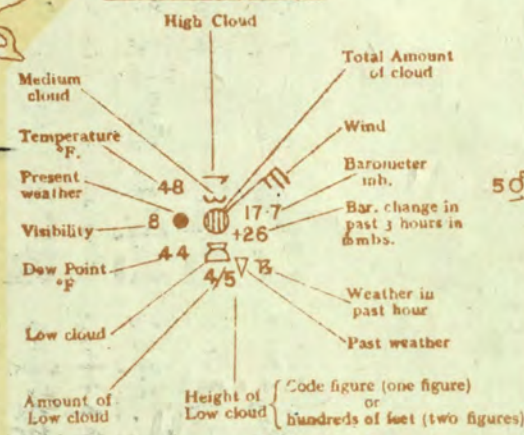 High Cloud
Total Amount
of cloud
Medium
cloud
Wind
Temperature
°F.
48
Barometer
mb.
Present
weather
50
17·7
Visibility
8
+26
Bar. change in
past 3 hours in
Dew Point
°F
44
4/5
Weather in
past hour
Low cloud
Past weather
Amount of
Low cloud
Height of
Low cloud
Code figure (one figure)
or
hundreds of feet (two figures)